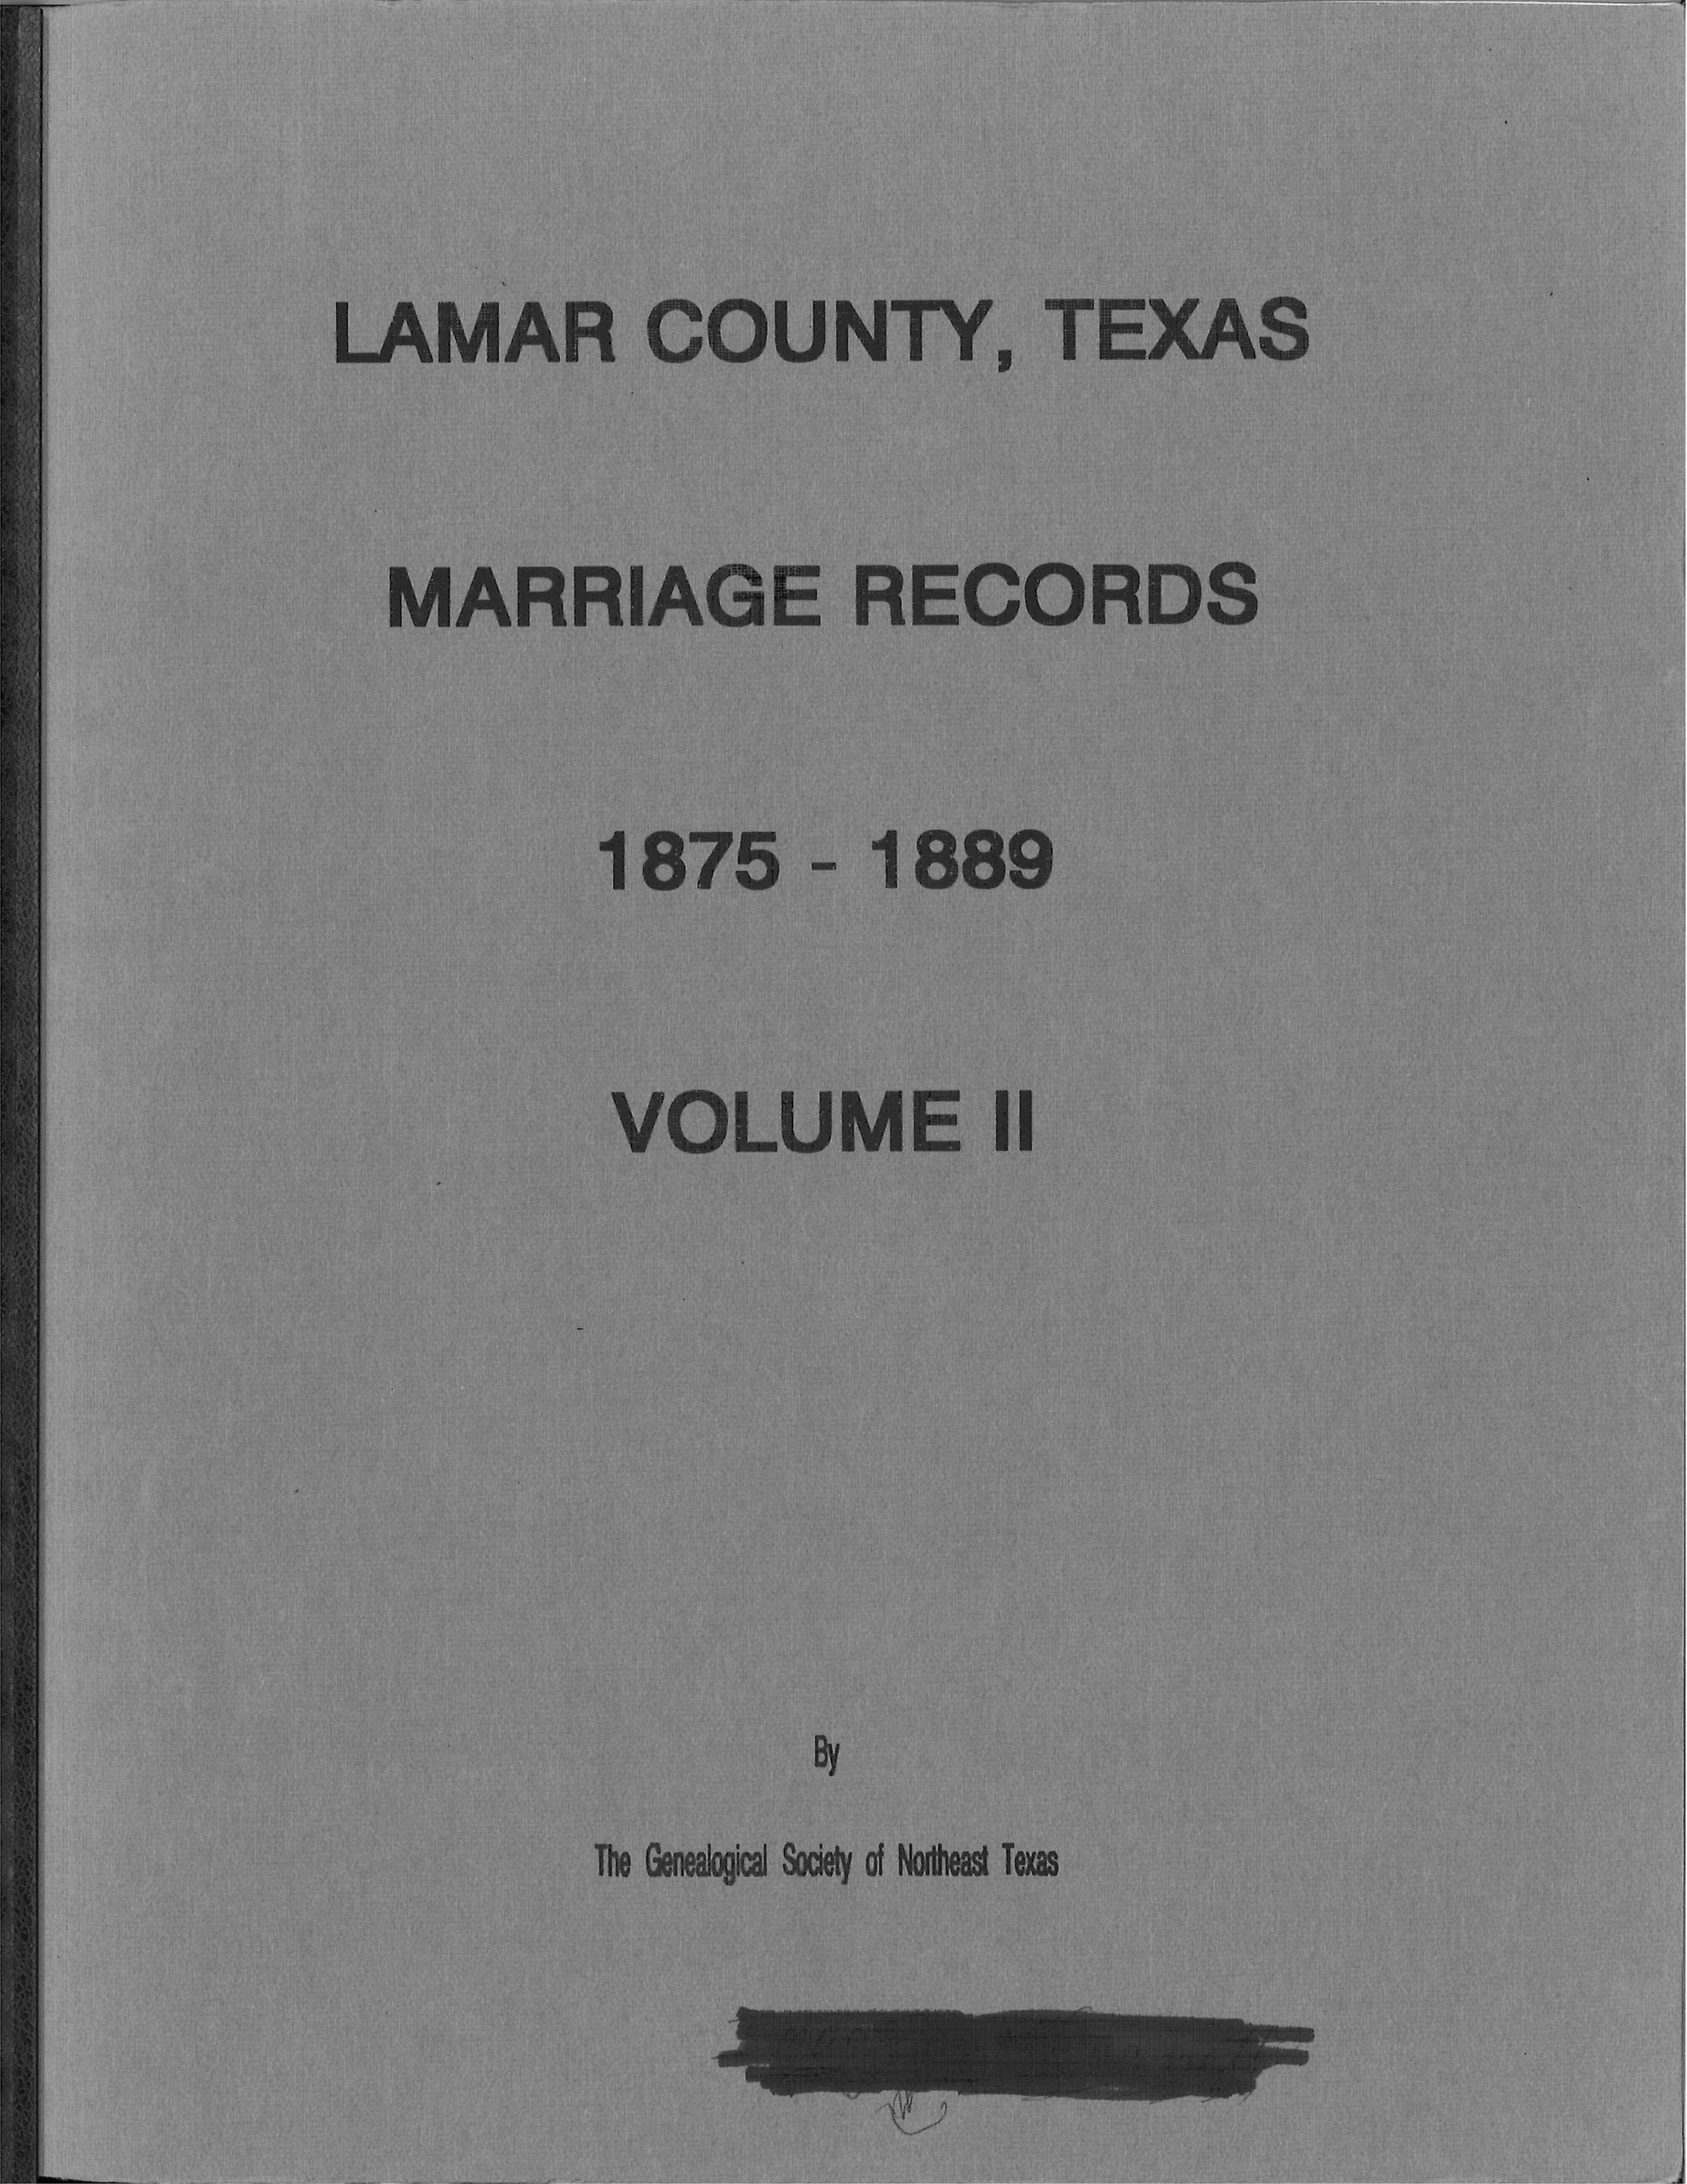 LAMAR COUNTY, TEXAS
MARRIAGE RECORDS
1875 - 1889
VOLUME II
By
The Genealogical Society of Northeast Texas